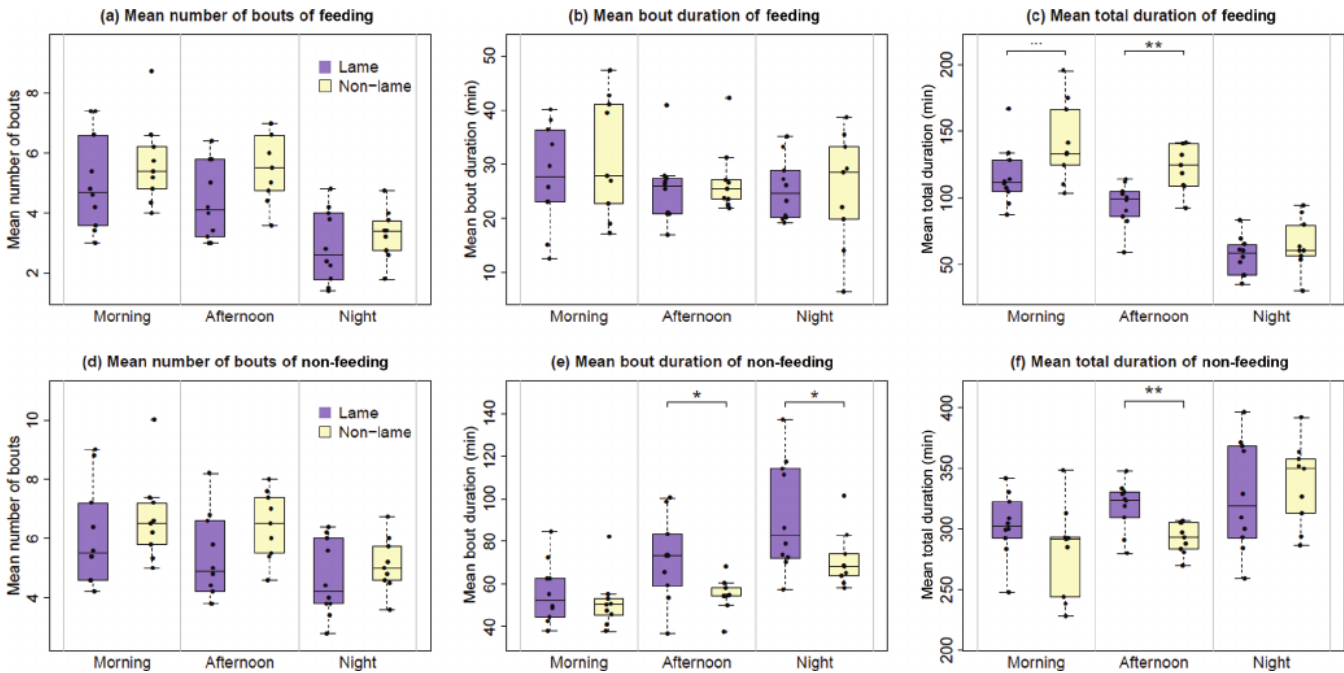 (a) Mean number of bouts of feeding
Mean number of bouts
8
6
4
2
Lame
Non−lame
Morning
Afternoon
Night
(b) Mean bout duration of feeding
Mean bout duration (min)
50
40
30
20
10
Morning
Afternoon
Night
(c) Mean total duration of feeding
Mean total duration (min)
200
150
100
50
...
**
Morning
Afternoon
Night
(d) Mean number of bouts of non-feeding
Mean number of bouts
10
8
6
4
Lame
Non−lame
Morning
Afternoon
Night
(e) Mean bout duration of non-feeding
Mean bout duration (min)
140
120
100
80
60
40
*
*
Morning
Afternoon
Night
(f) Mean total duration of non-feeding
Mean total duration (min)
400
350
300
250
200
**
Morning
Afternoon
Night